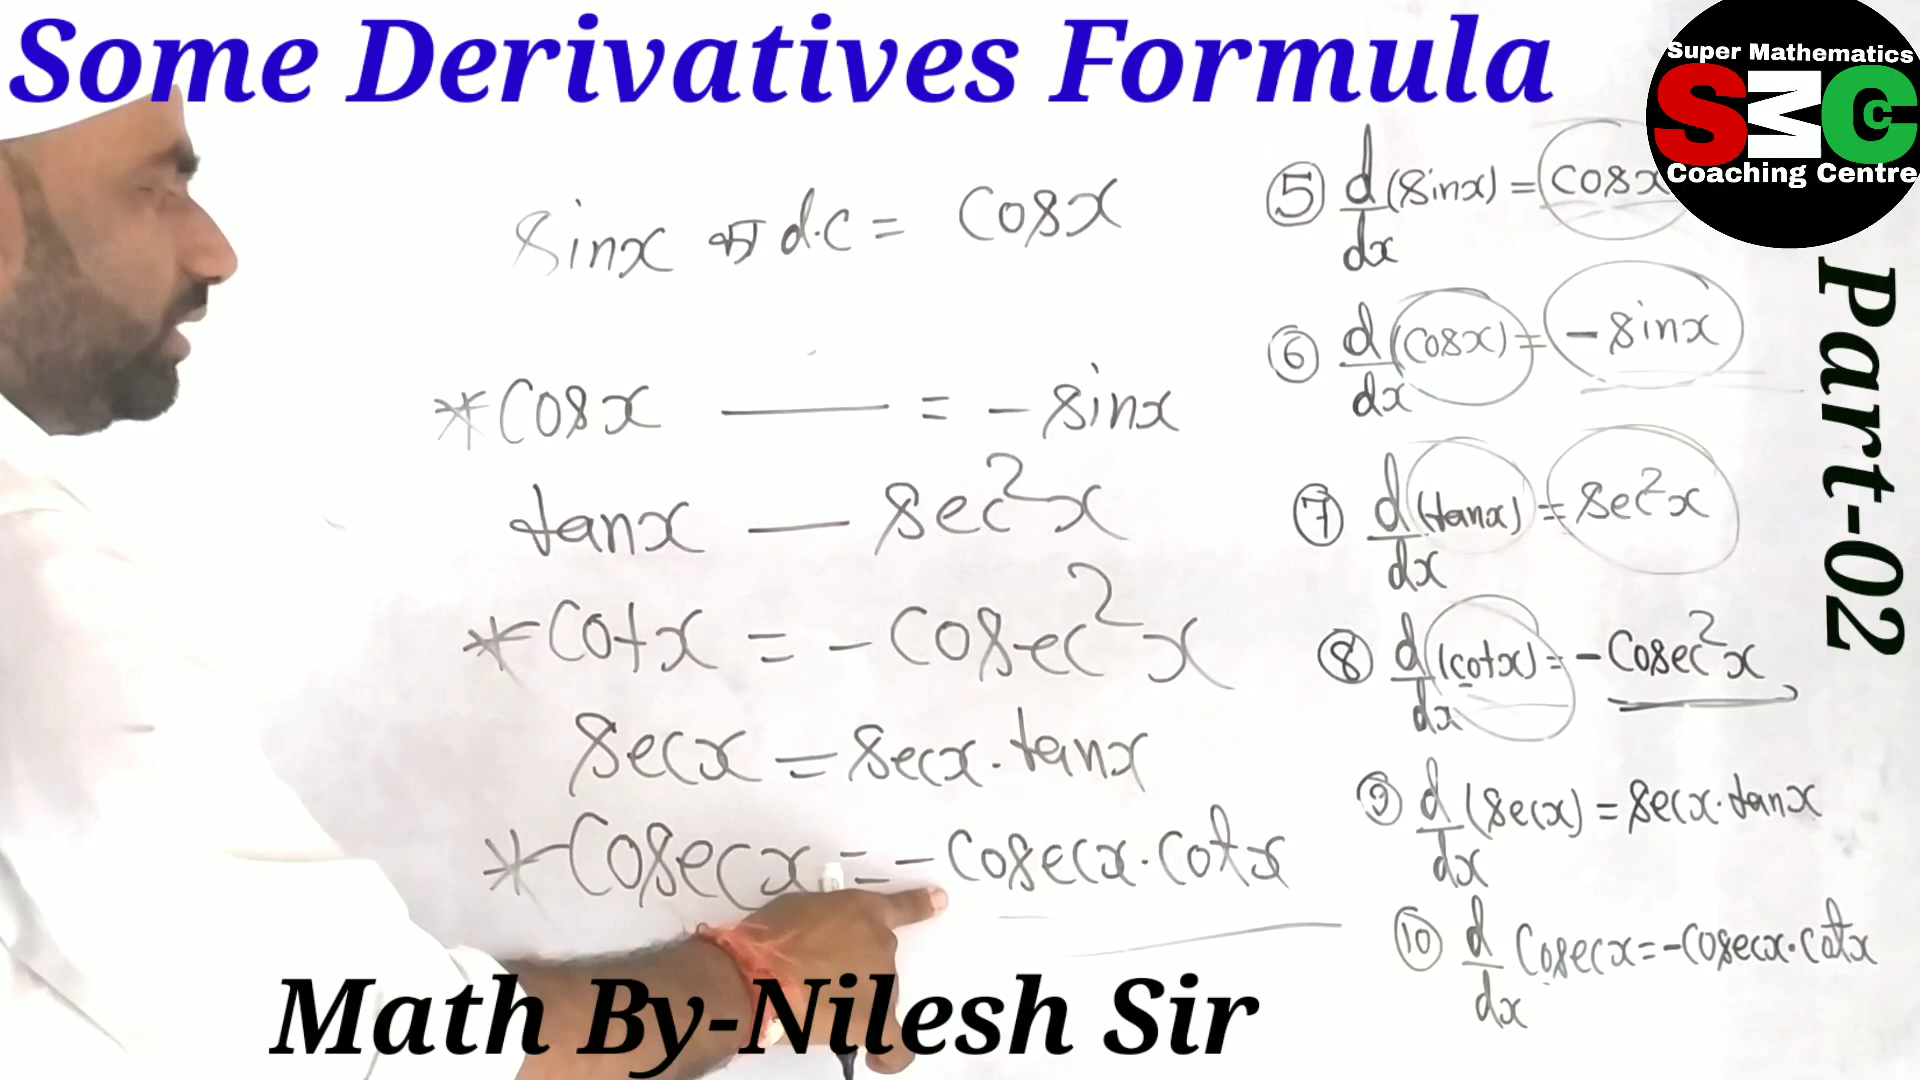 Some Derivatives Formula
Super Mathematics
SMCC
Coaching Centre
Part-02
sinx का d.c = cosx
*cosx —— = -sinx
tanx — sec²x
*cotx = -cosec²x
secx = secx.tanx
*cosecx = -cosecx.cotx
⑤ d/dx (sinx) = cosx
⑥ d/dx (cosx) = -sinx
⑦ d/dx (tanx) = sec²x
⑧ d/dx (cotx) = -cosec²x
⑨ d/dx (secx) = secx.tanx
⑩ d/dx cosecx = -cosecx.cotx
Math By-Nilesh Sir